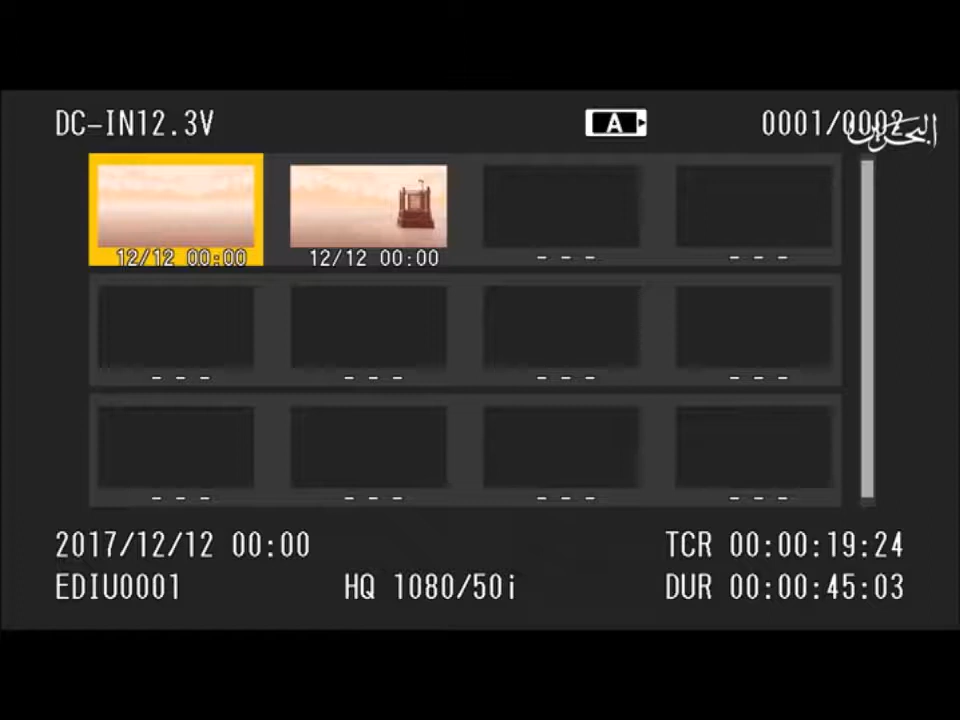 DC-IN12.3V
A
0001/0002
البحرين
12/12 00:00
12/12 00:00
- - -
- - -
- - -
- - -
- - -
- - -
- - -
- - -
- - -
- - -
2017/12/12 00:00
TCR 00:00:19:24
EDIU0001
HQ 1080/50i
DUR 00:00:45:03